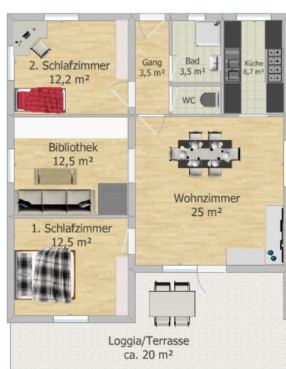 2. Schlafzimmer
12,2 m²
Gang
3,5 m²
Bad
3,5 m²
Küche
6,7 m²
WC
Bibliothek
12,5 m²
Wohnzimmer
25 m²
1. Schlafzimmer
12,5 m²
Loggia/Terrasse
ca. 20 m²